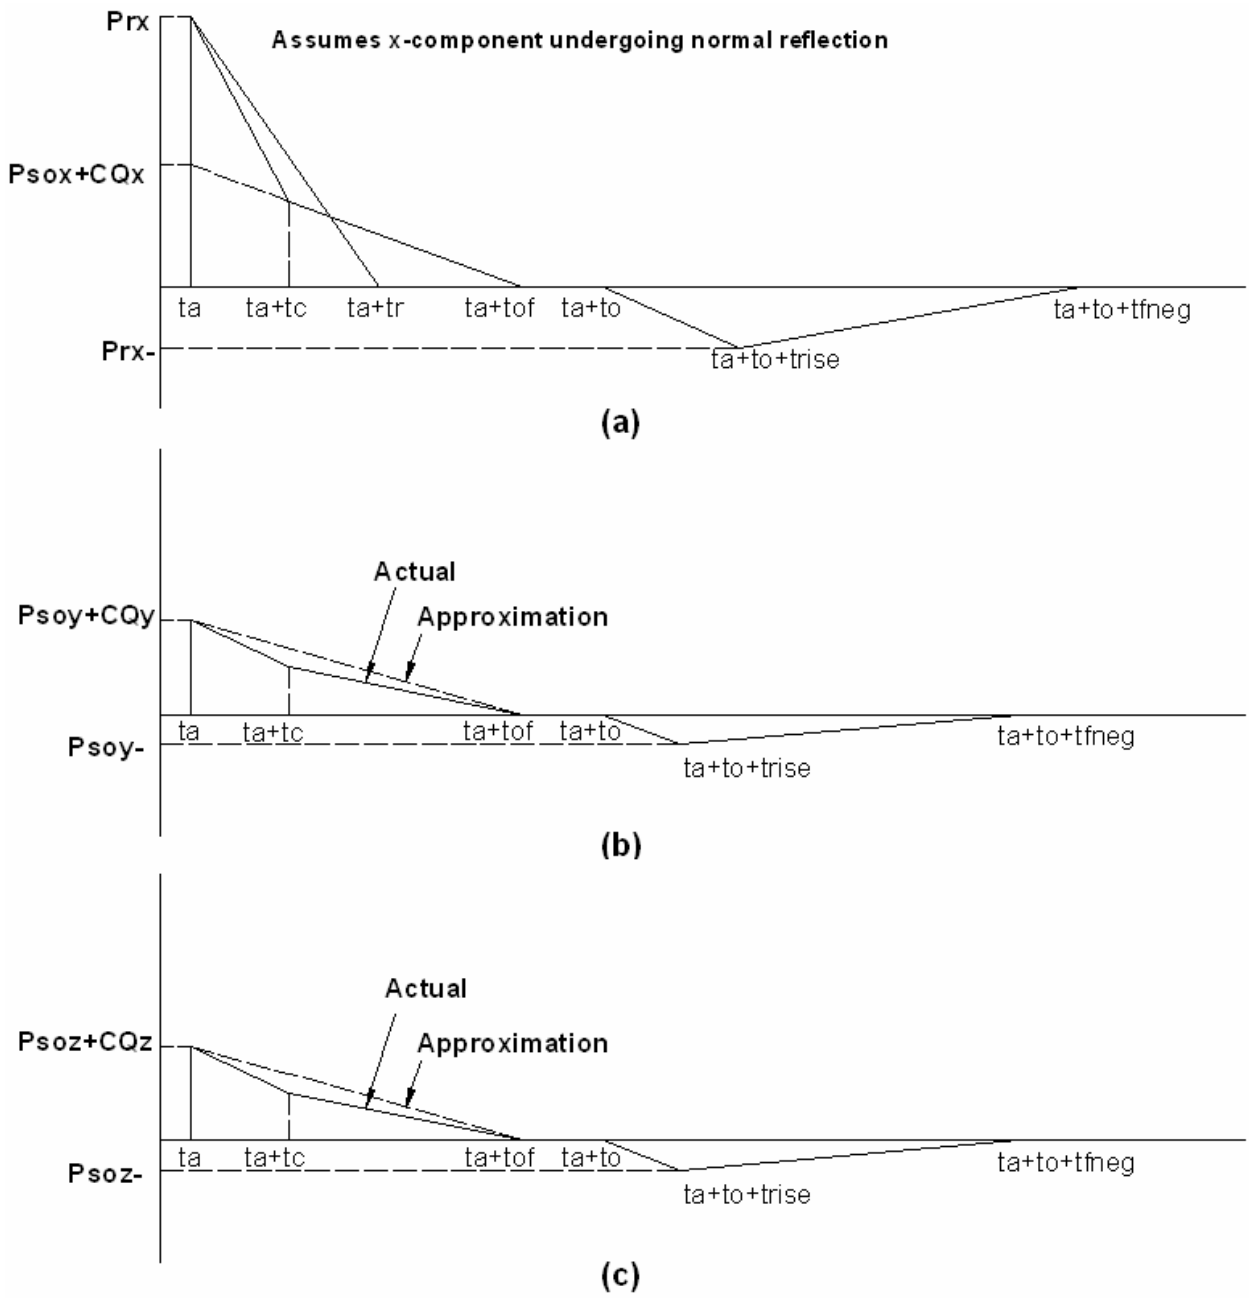 Prx
Assumes x-component undergoing normal reflection
Psox+CQx
ta ta+tc ta+tr ta+tof ta+to ta+to+tfneg
Prx-
ta+to+trise
(a)
Actual
Psoy+CQy Approximation
ta ta+tc ta+tof ta+to ta+to+tfneg
Psoy-
ta+to+trise
(b)
Actual
Psoz+CQz Approximation
ta ta+tc ta+tof ta+to ta+to+tfneg
Psoz-
ta+to+trise
(c)